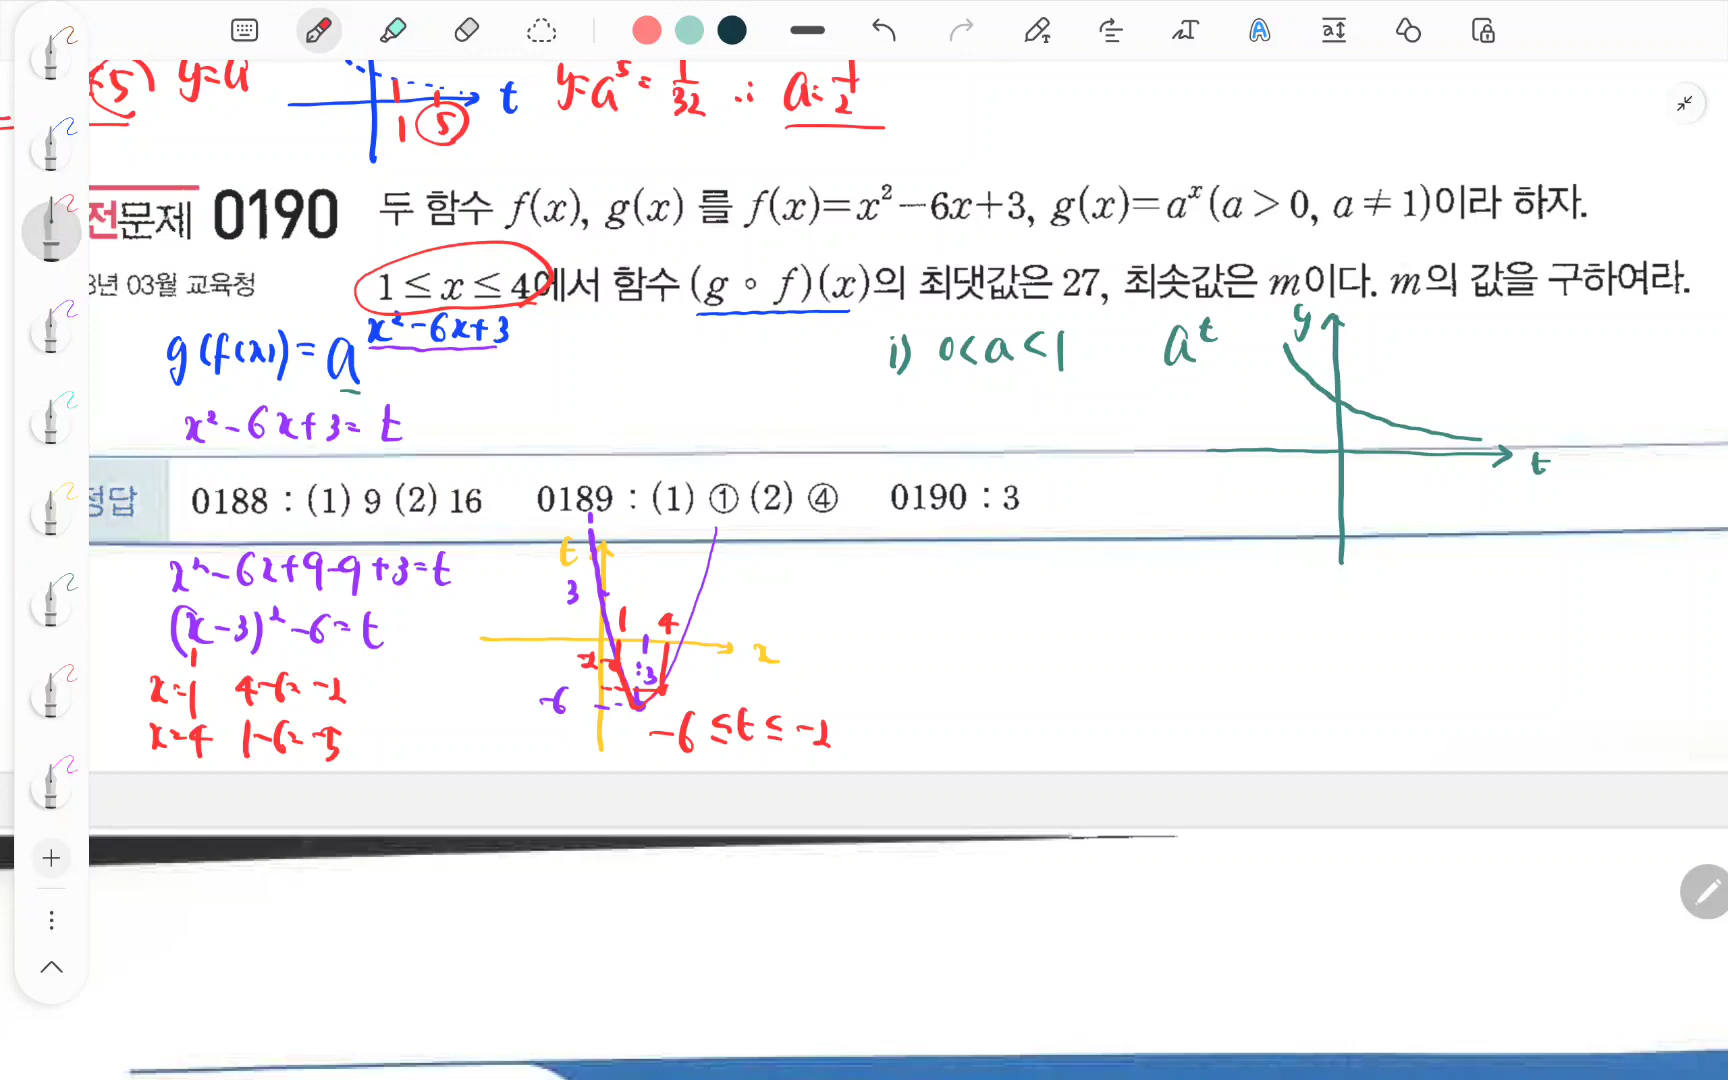 (5) y=a
1 5 t
y=a⁵=1/32 ∴ a=1/2
전문제 0190 두 함수 f(x), g(x) 를 f(x)=x²-6x+3, g(x)=aˣ(a>0, a≠1)이라 하자.
3년 03월 교육청 1≤x≤4에서 함수 (g∘f)(x)의 최댓값은 27, 최솟값은 m이다. m의 값을 구하여라.
g(f(x))=a^(x²-6x+3)
i) 0<a<1 aᵗ y
t
x²-6x+3=t
정답 0188 : (1) 9 (2) 16 0189 : (1) ① (2) ④ 0190 : 3
x²-6x+9-9+3=t
(x-3)²-6=t
x=1 4-6=-2
x=4 1-6=-5
t
3
1 4
x
-2
3
-6
-6≤t≤-2